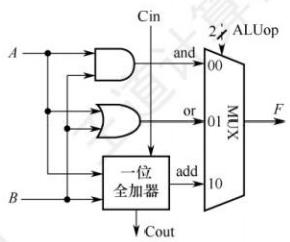 Cin
2 ALUop
A
and
00
or
01
MUX
F
B
一位
全加器
add
10
Cout